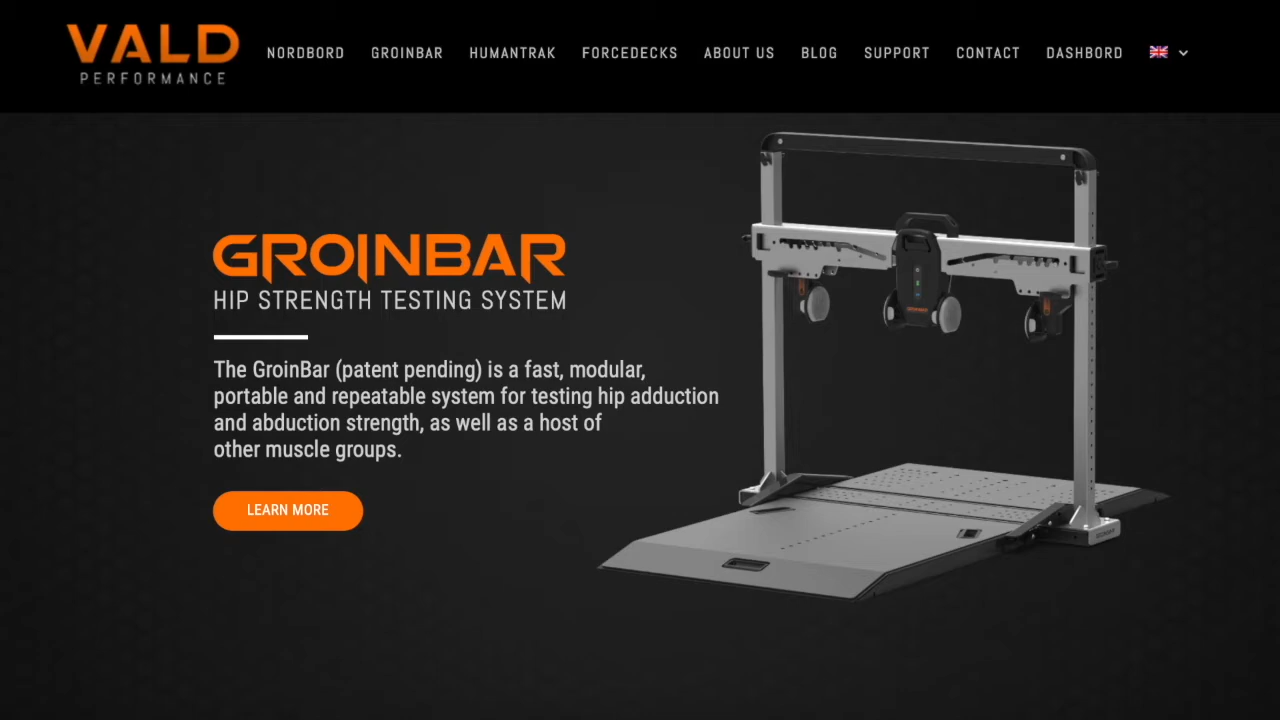 VALD
PERFORMANCE
NORDBORD GROINBAR HUMANTRAK FORCEDECKS ABOUT US BLOG SUPPORT CONTACT DASHBORD
GROINBAR
HIP STRENGTH TESTING SYSTEM
The GroinBar (patent pending) is a fast, modular,
portable and repeatable system for testing hip adduction
and abduction strength, as well as a host of
other muscle groups.
LEARN MORE